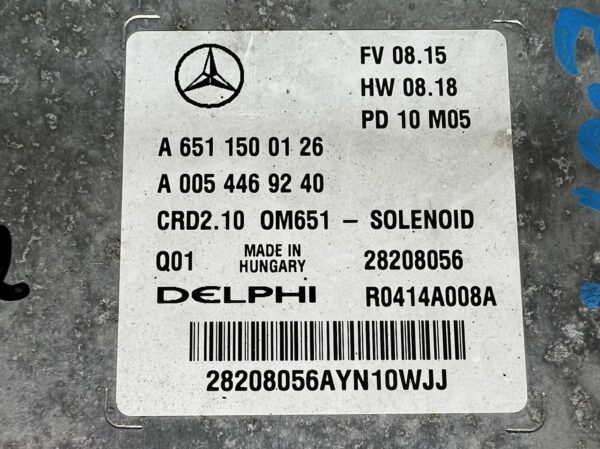 FV 08.15
HW 08.18
PD 10 M05
A 651 150 01 26
A 005 446 92 40
CRD2.10 OM651 – SOLENOID
Q01 MADE IN HUNGARY 28208056
DELPHI R0414A008A
28208056AYN10WJJ